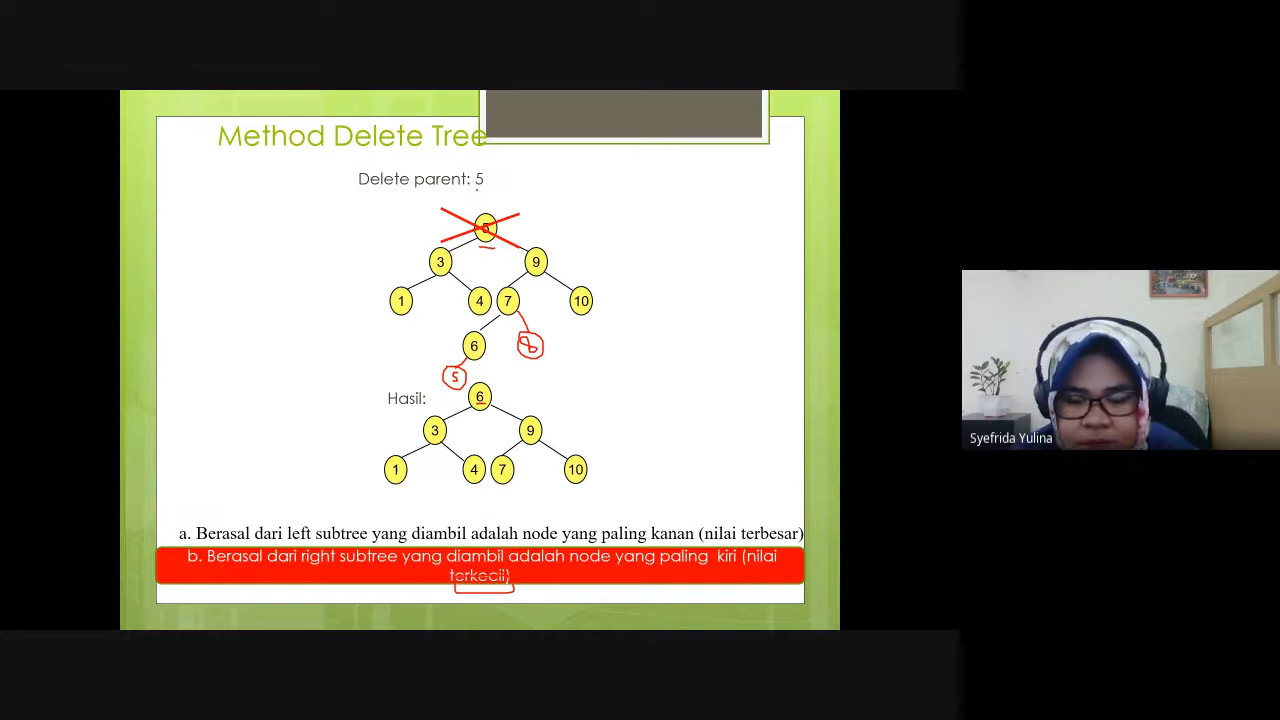 Method Delete Tree
Delete parent: 5
5
3 9
1 4 7 10
6 8
5
Hasil: 6
3 9
1 4 7 10
a. Berasal dari left subtree yang diambil adalah node yang paling kanan (nilai terbesar)
b. Berasal dari right subtree yang diambil adalah node yang paling kiri (nilai
terkecil)
Syefrida Yulina